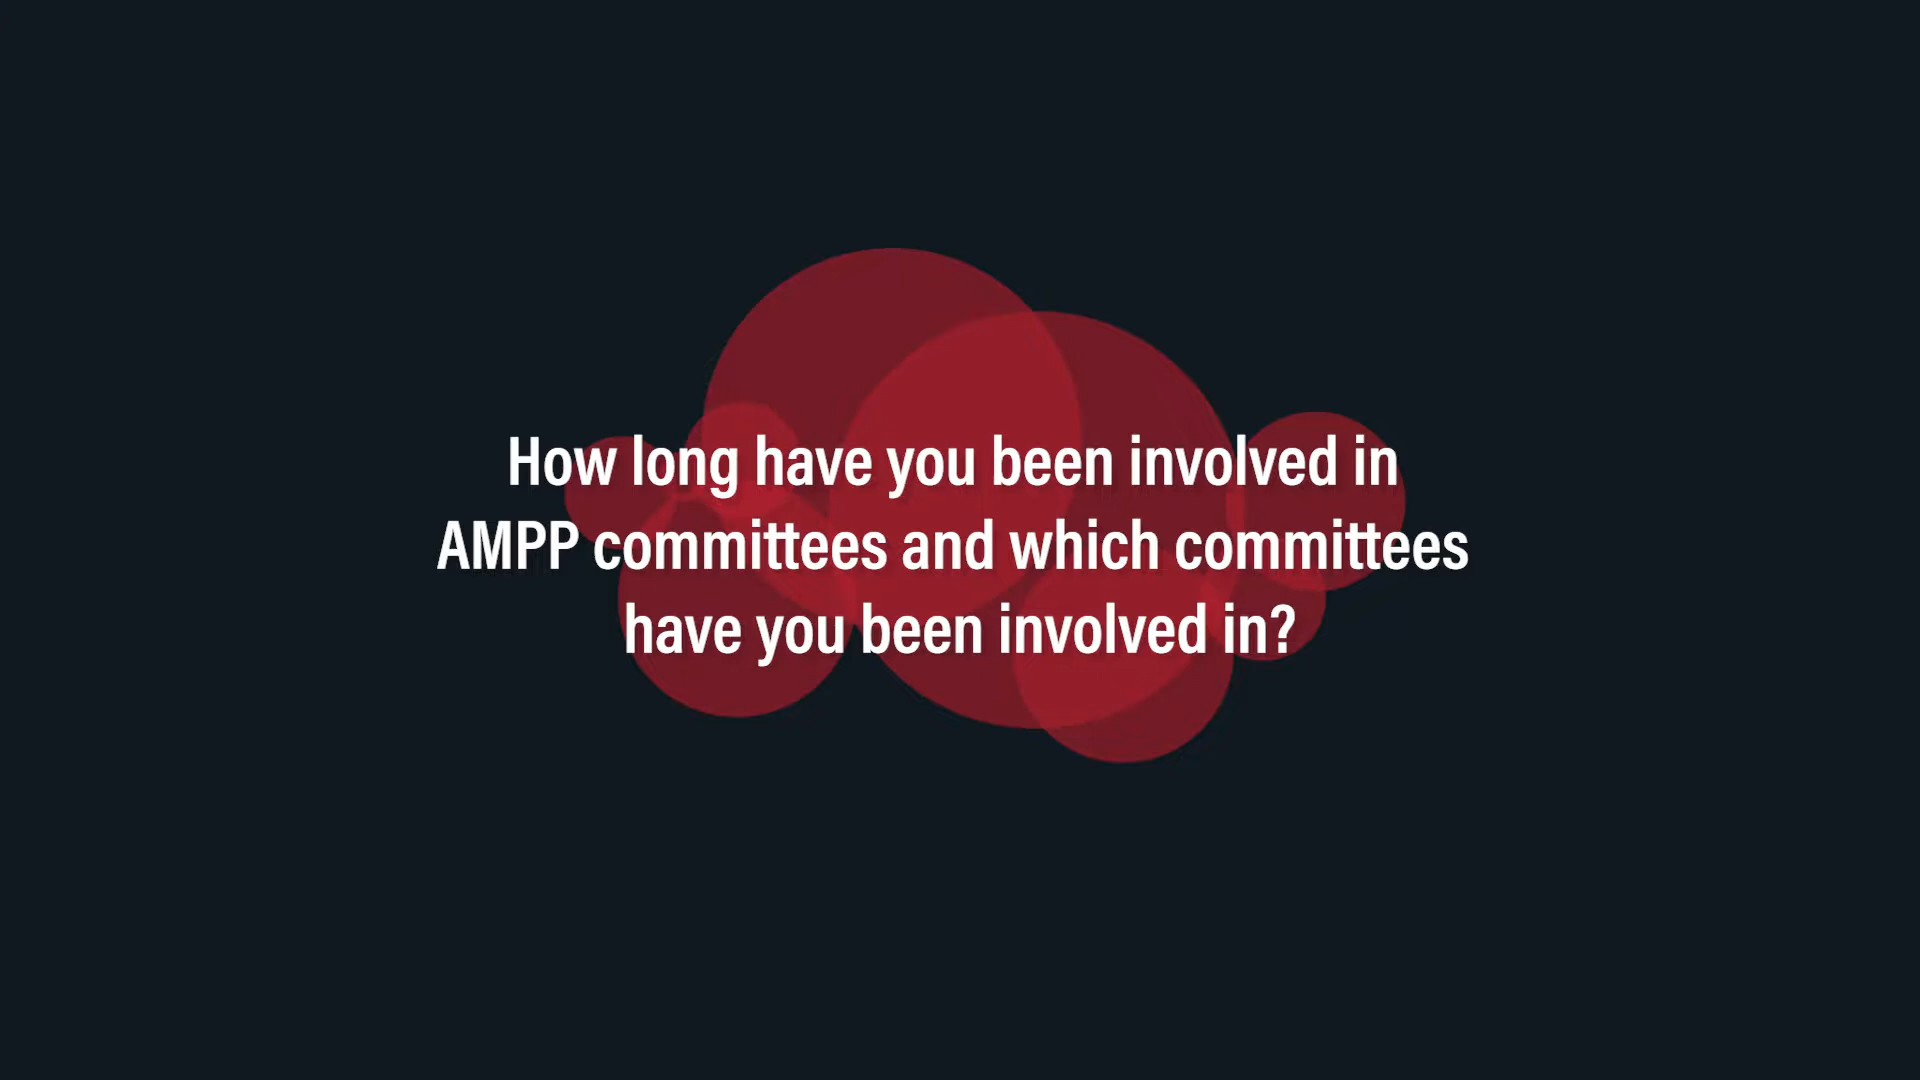 How long have you been involved in
AMPP committees and which committees
have you been involved in?